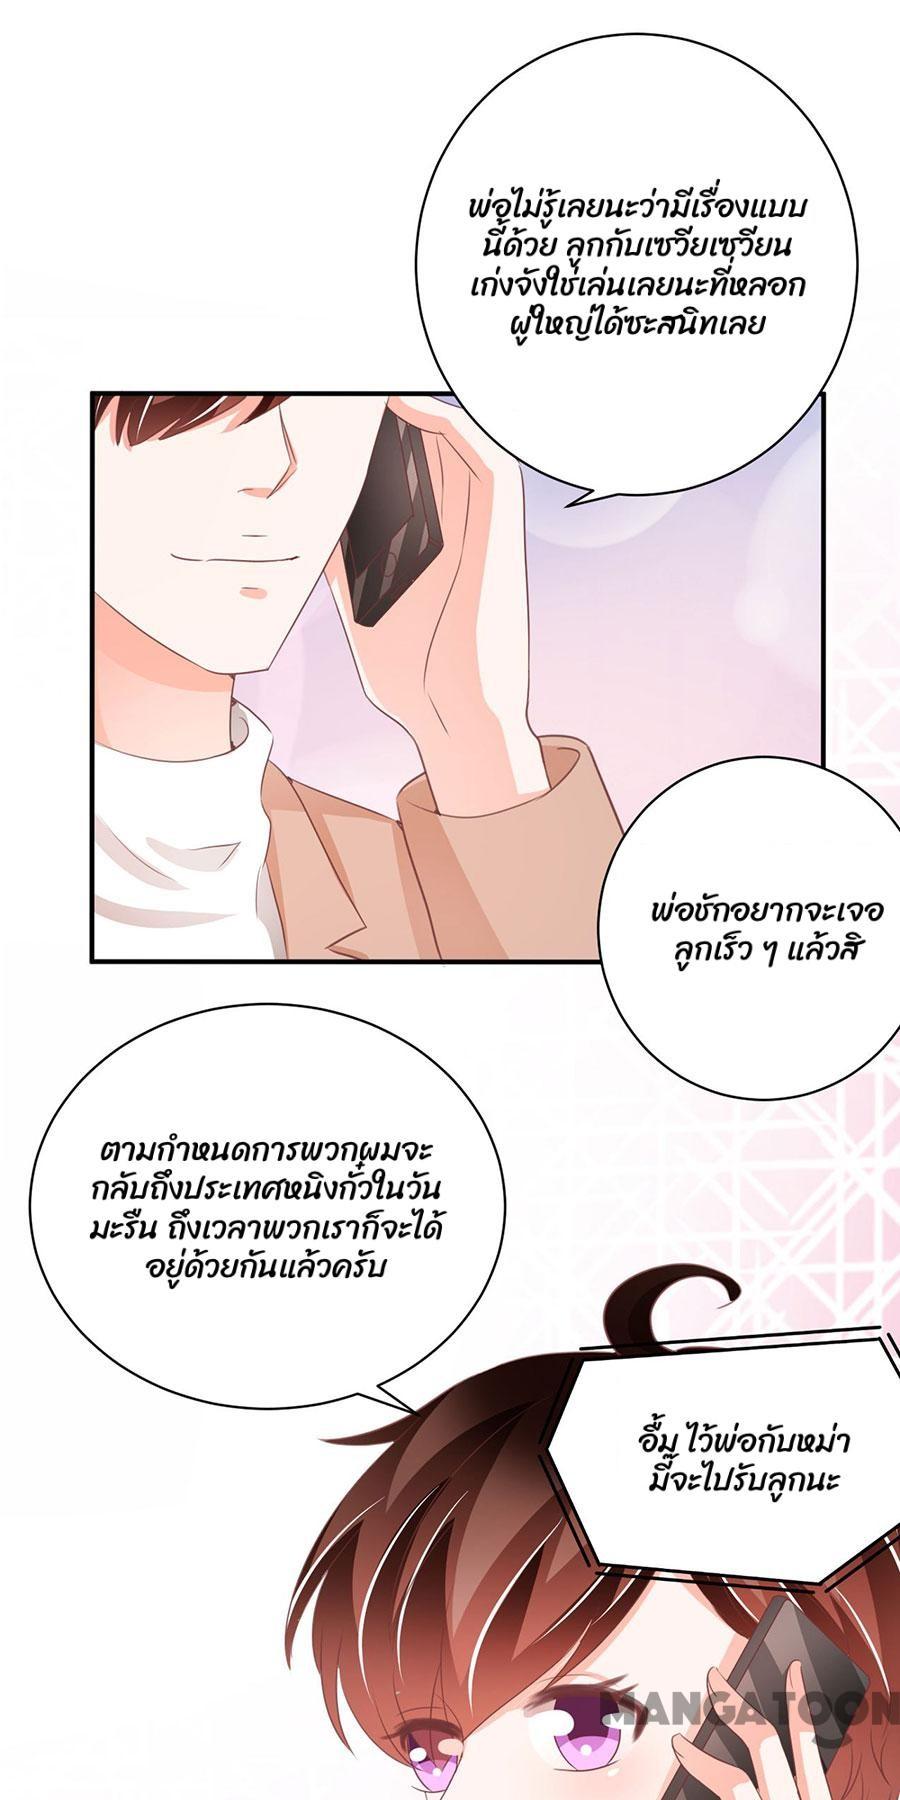 พ่อไม่รู้เลยนะว่ามีเรื่องแบบ
นี้ด้วย ลูกกับเซวียเซวียน
เก่งจังใช่เล่นเลยนะที่หลอก
ผู้ใหญ่ได้ซะสนิทเลย
พ่อชักอยากจะเจอ
ลูกเร็ว ๆ แล้วสิ
ตามกำหนดการพวกผมจะ
กลับถึงประเทศหนิงกั๋วในวัน
มะรืน ถึงเวลาพวกเราก็จะได้
อยู่ด้วยกันแล้วครับ
อื้ม ไว้พ่อกับหม่า
มี๊จะไปรับลูกนะ
MANGATOON